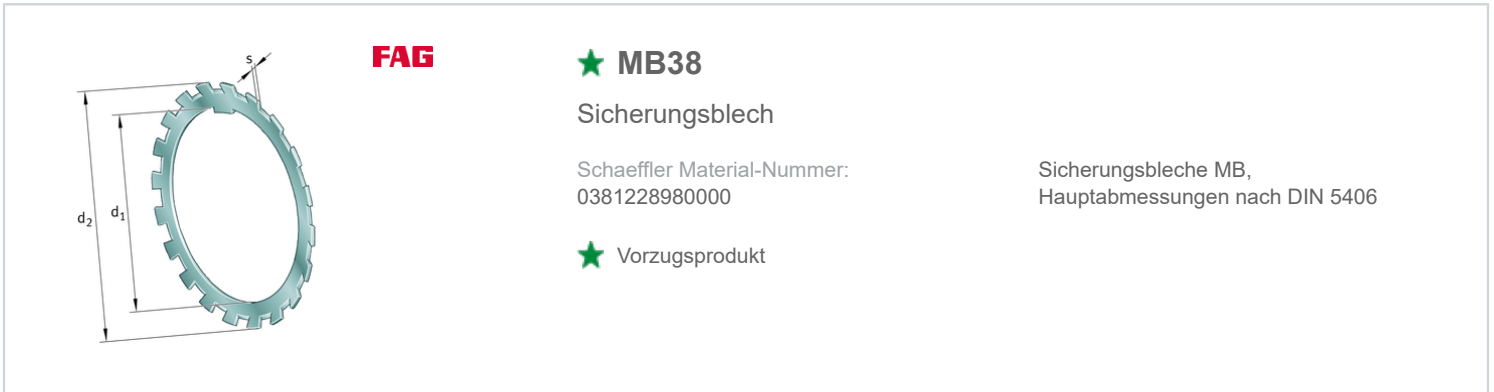 FAG
s
d2
d1
MB38
Sicherungsblech
Schaeffler Material-Nummer:
0381228980000
Vorzugsprodukt
Sicherungsbleche MB,
Hauptabmessungen nach DIN 5406